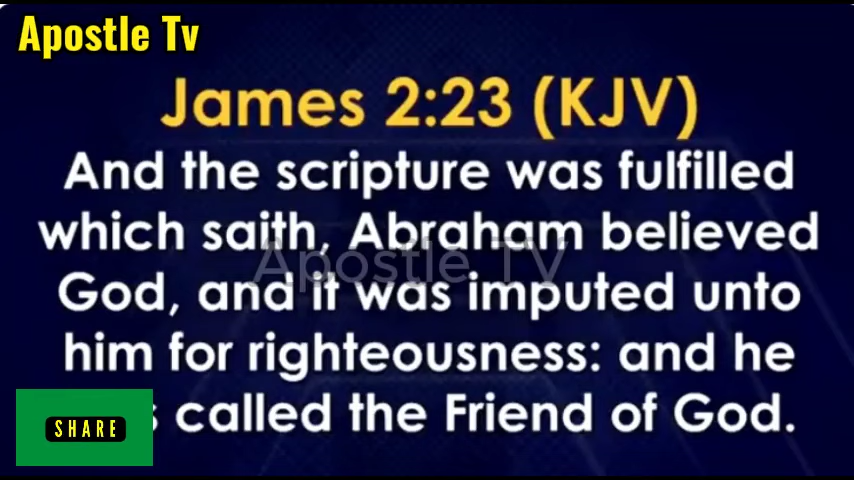 Apostle Tv
James 2:23 (KJV)
And the scripture was fulfilled
which saith, Abraham believed
Apostle TV
God, and it was imputed unto
him for righteousness: and he
called the Friend of God.
SHARE